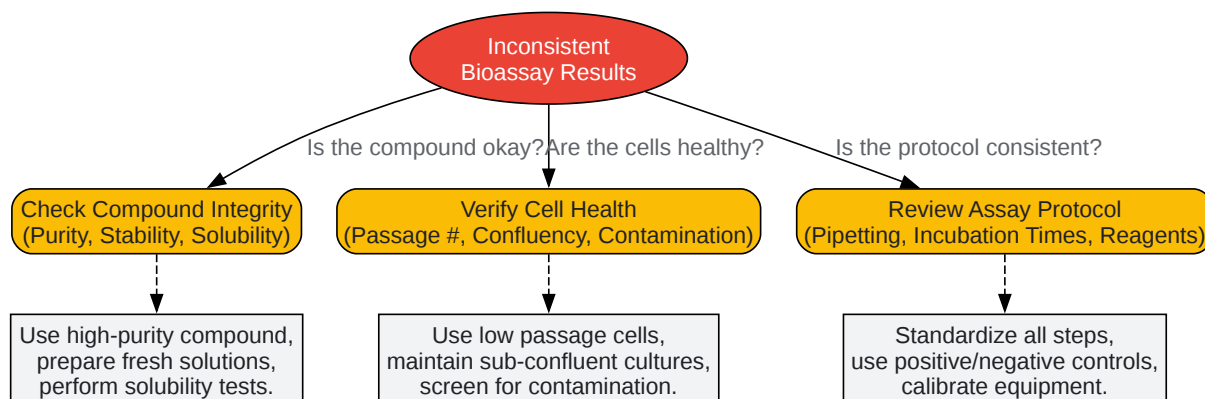 Inconsistent
Bioassay Results
Is the compound okay?
Are the cells healthy?
Is the protocol consistent?
Check Compound Integrity
(Purity, Stability, Solubility)
Verify Cell Health
(Passage #, Confluency, Contamination)
Review Assay Protocol
(Pipetting, Incubation Times, Reagents)
Use high-purity compound,
prepare fresh solutions,
perform solubility tests.
Use low passage cells,
maintain sub-confluent cultures,
screen for contamination.
Standardize all steps,
use positive/negative controls,
calibrate equipment.